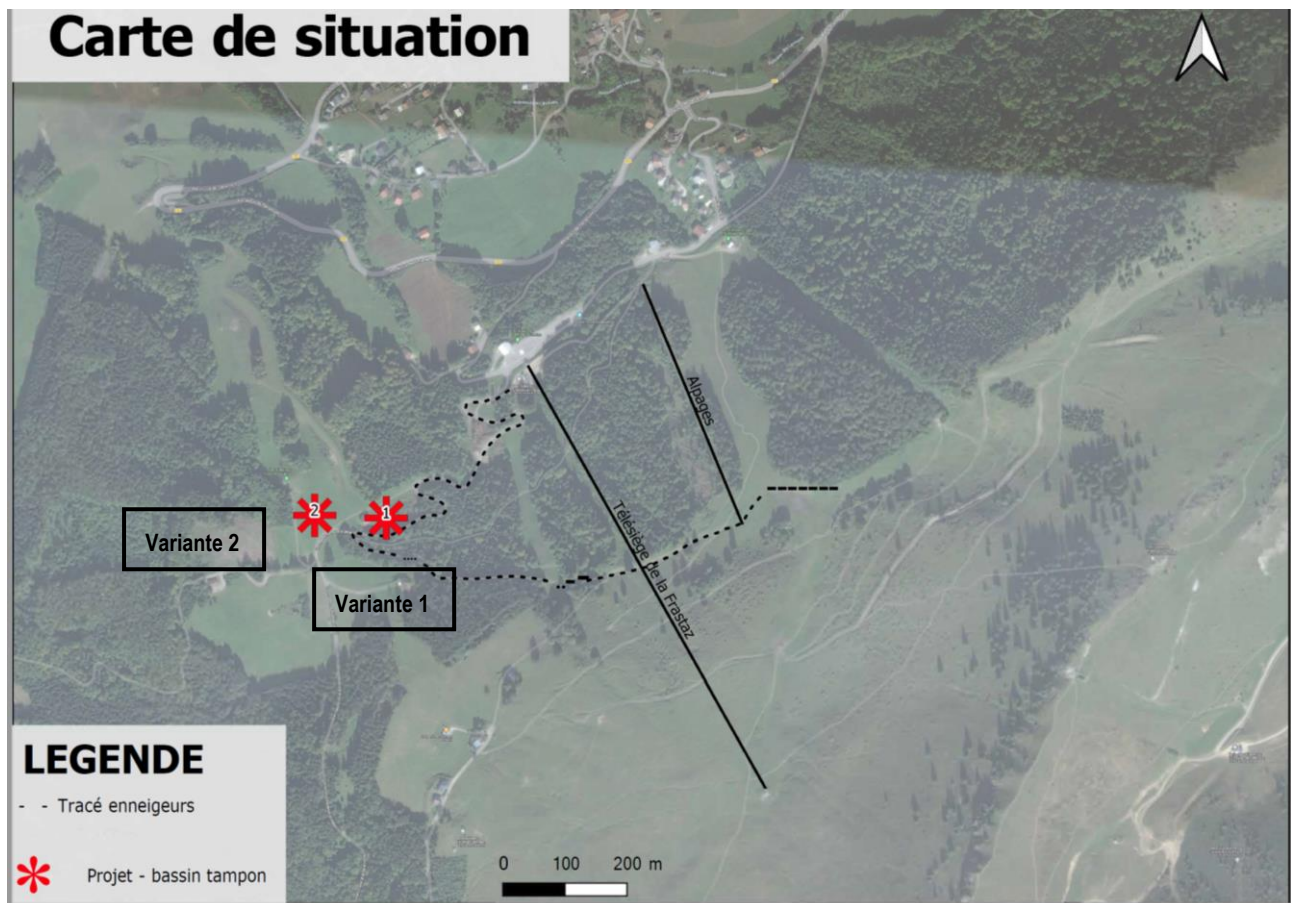 Carte de situation
Alpages
Télésiège de la Frastaz
2
1
Variante 2
Variante 1
LEGENDE
- - Tracé enneigeurs
Projet - bassin tampon
0 100 200 m